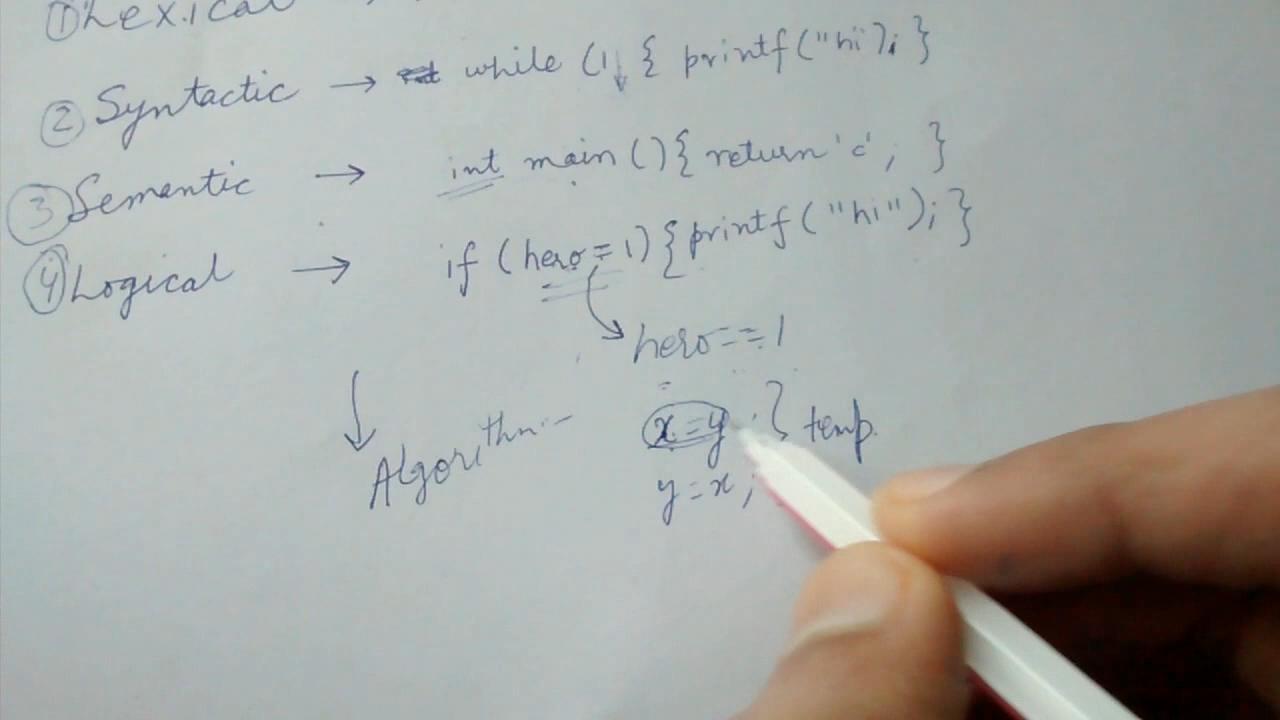 ① Lexical
② Syntactic → while (1 { printf("hi"); }
③ Semantic → int main(){ return 'c'; }
④ Logical → if (hero=1){printf("hi");}
hero==1
Algorithm:- x=y ; } temp.
y=x;